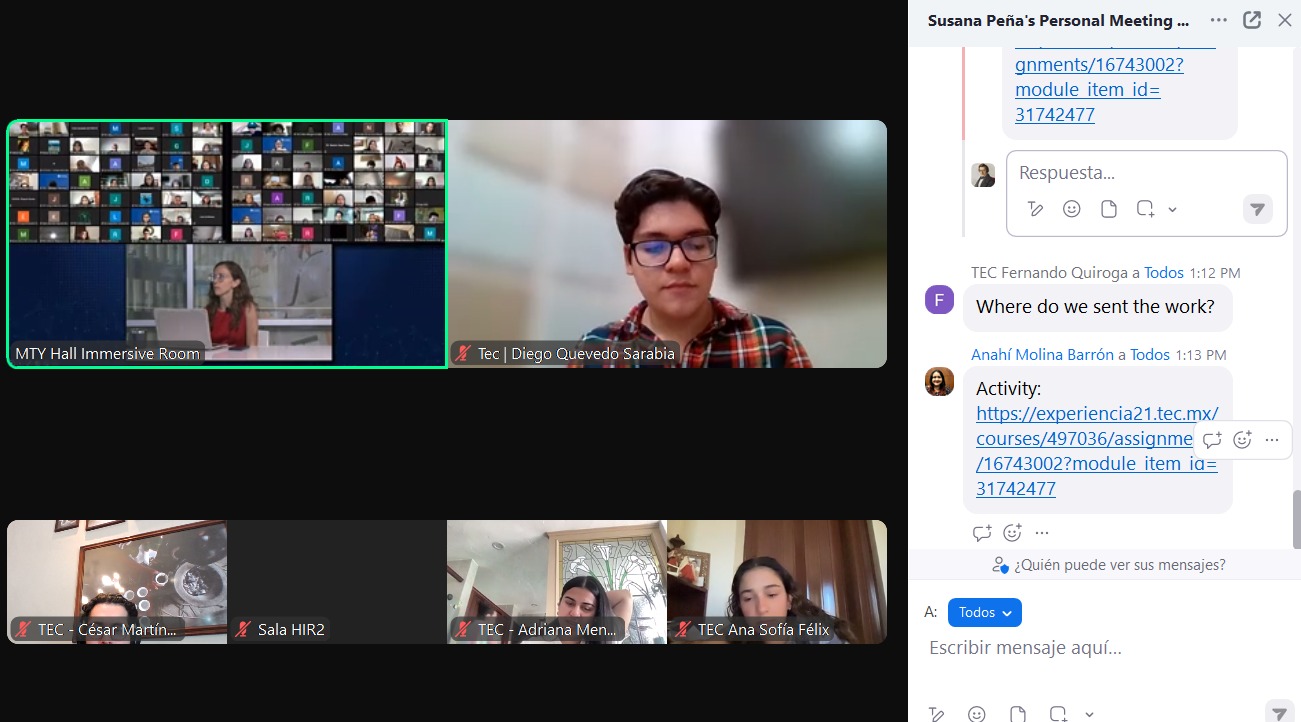 MTY Hall Immersive Room
Tec | Diego Quevedo Sarabia
TEC - César Martín...
Sala HIR2
TEC - Adriana Men...
TEC Ana Sofía Félix
Susana Peña's Personal Meeting ...
gnments/16743002?
module_item_id=
31742477
Respuesta...
TEC Fernando Quiroga a Todos 1:12 PM
F
Where do we sent the work?
Anahí Molina Barrón a Todos 1:13 PM
Activity:
https://experiencia21.tec.mx/
courses/497036/assignme
/16743002?module_item_id=
31742477
¿Quién puede ver sus mensajes?
A: Todos
Escribir mensaje aquí...